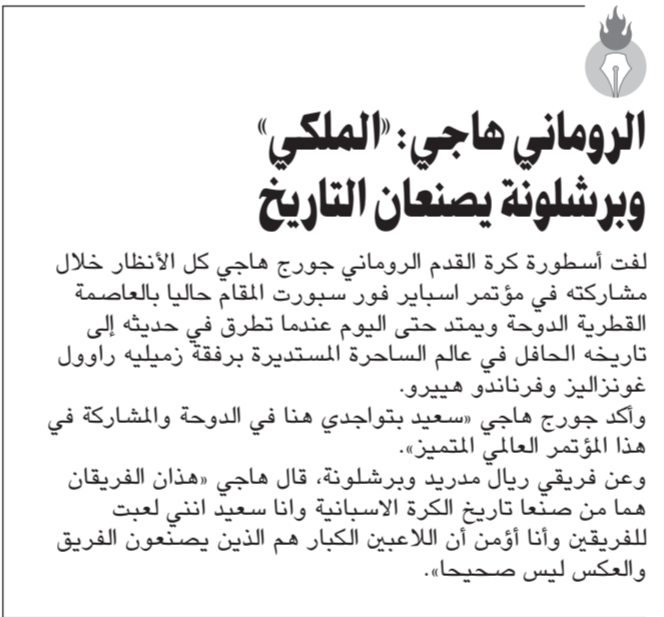 الروماني هاجي: «الملكي»
وبرشلونة يصنعان التاريخ
لفت أسطورة كرة القدم الروماني جورج هاجي كل الأنظار خلال
مشاركته في مؤتمر اسباير فور سبورت المقام حاليا بالعاصمة
القطرية الدوحة ويمتد حتى اليوم عندما تطرق في حديثه إلى
تاريخه الحافل في عالم الساحرة المستديرة برفقة زميليه راوول
غونزاليز وفرناندو هييرو.
وأكد جورج هاجي «سعيد بتواجدي هنا في الدوحة والمشاركة في
هذا المؤتمر العالمي المتميز».
وعن فريقي ريال مدريد وبرشلونة، قال هاجي «هذان الفريقان
هما من صنعا تاريخ الكرة الاسبانية وانا سعيد انني لعبت
للفريقين وأنا أؤمن أن اللاعبين الكبار هم الذين يصنعون الفريق
والعكس ليس صحيحا».